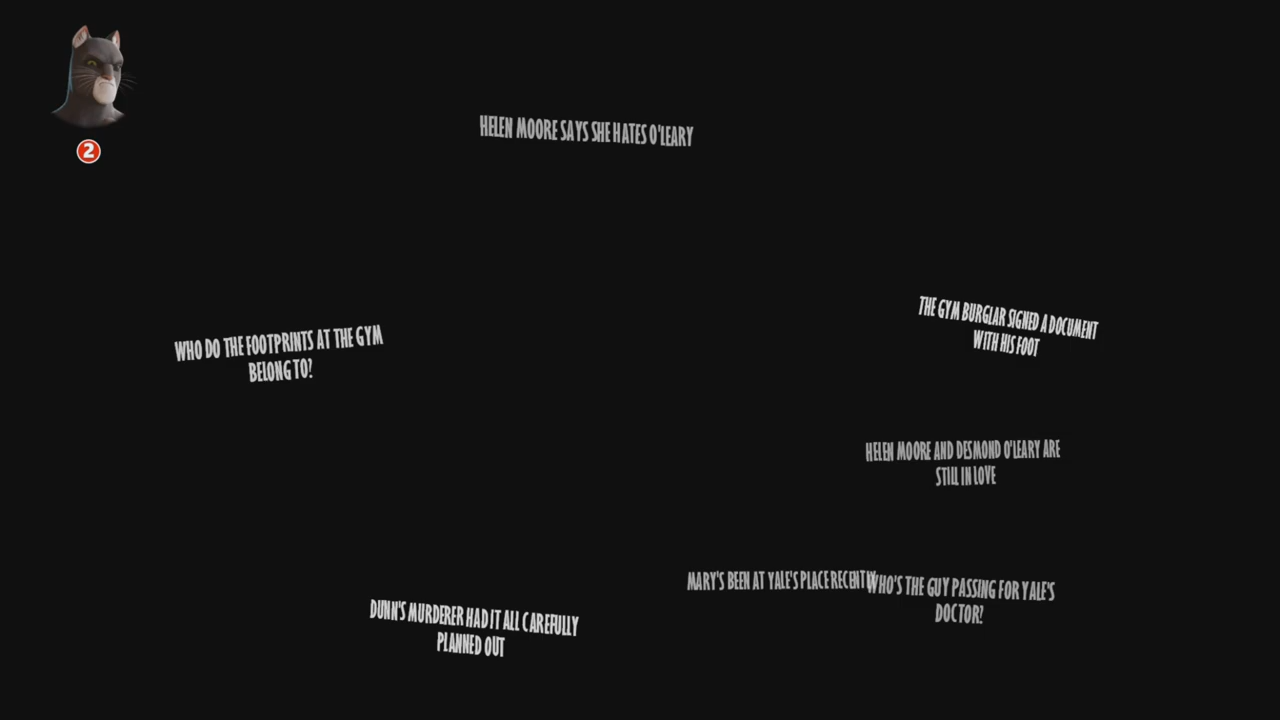 2
HELEN MOORE SAYS SHE HATES O'LEARY
THE GYM BURGLAR SIGNED A DOCUMENT
WITH HIS FOOT
WHO DO THE FOOTPRINTS AT THE GYM
BELONG TO?
HELEN MOORE AND DESMOND O'LEARY ARE
STILL IN LOVE
MARY'S BEEN AT YALE'S PLACE RECENTLY
WHO'S THE GUY PASSING FOR YALE'S
DOCTOR?
DUNN'S MURDERER HAD IT ALL CAREFULLY
PLANNED OUT